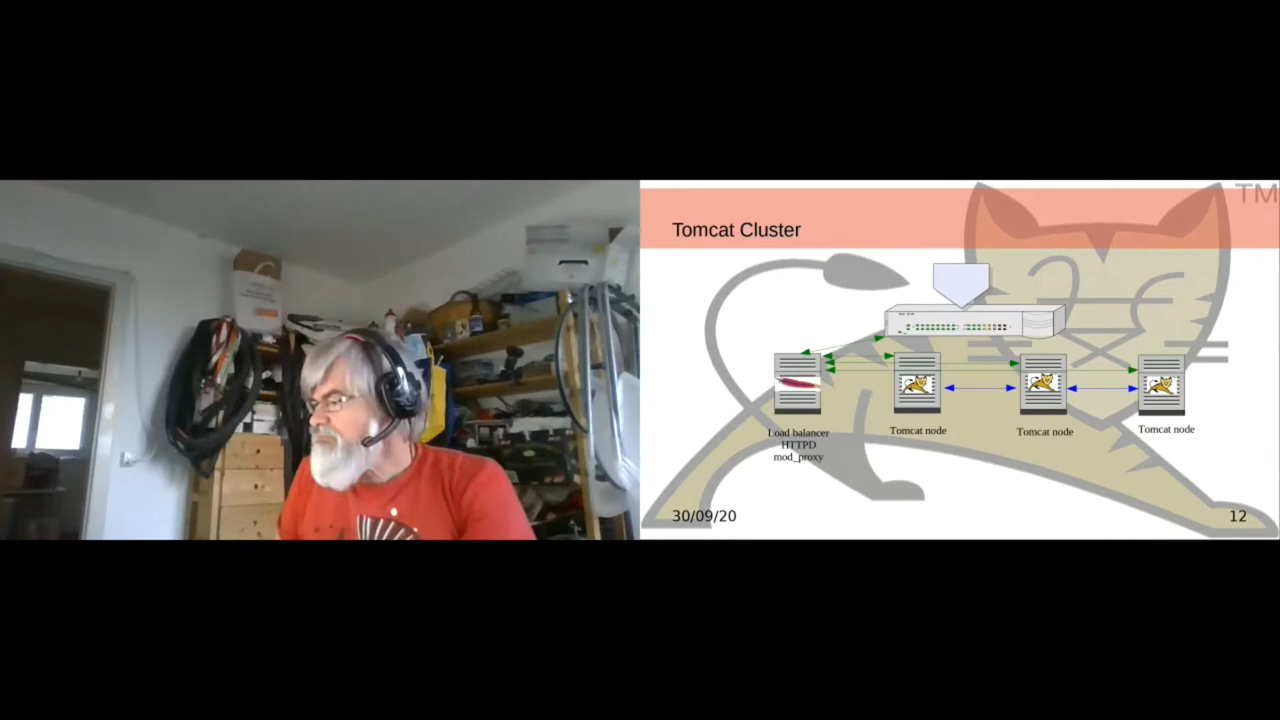 TM
Tomcat Cluster
Load balancer
HTTPD
mod_proxy
Tomcat node
Tomcat node
Tomcat node
30/09/20
12